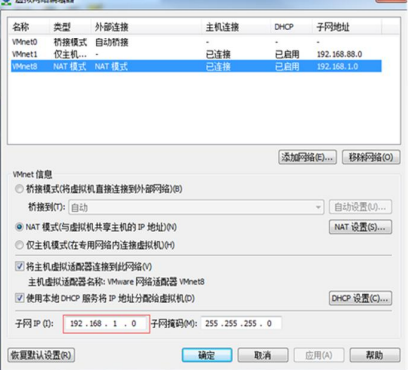 虚拟网络编辑器
名称 类型 外部连接 主机连接 DHCP 子网地址
VMnet0 桥接模式 自动桥接 - - -
VMnet1 仅主机... - 已连接 已启用 192.168.88.0
VMnet8 NAT 模式 NAT 模式 已连接 已启用 192.168.1.0
添加网络(E)... 移除网络(O)
VMnet 信息
桥接模式(将虚拟机直接连接到外部网络)(B)
桥接到(T): 自动 自动设置(U)...
NAT 模式(与虚拟机共享主机的 IP 地址)(N) NAT 设置(S)...
仅主机模式(在专用网络内连接虚拟机)(H)
将主机虚拟适配器连接到此网络(V)
主机虚拟适配器名称: VMware 网络适配器 VMnet8
使用本地 DHCP 服务将 IP 地址分配给虚拟机(D) DHCP 设置(C)...
子网 IP (I): 192 . 168 . 1 . 0 子网掩码(M): 255 . 255 . 255 . 0
恢复默认设置(R) 确定 取消 应用(A) 帮助